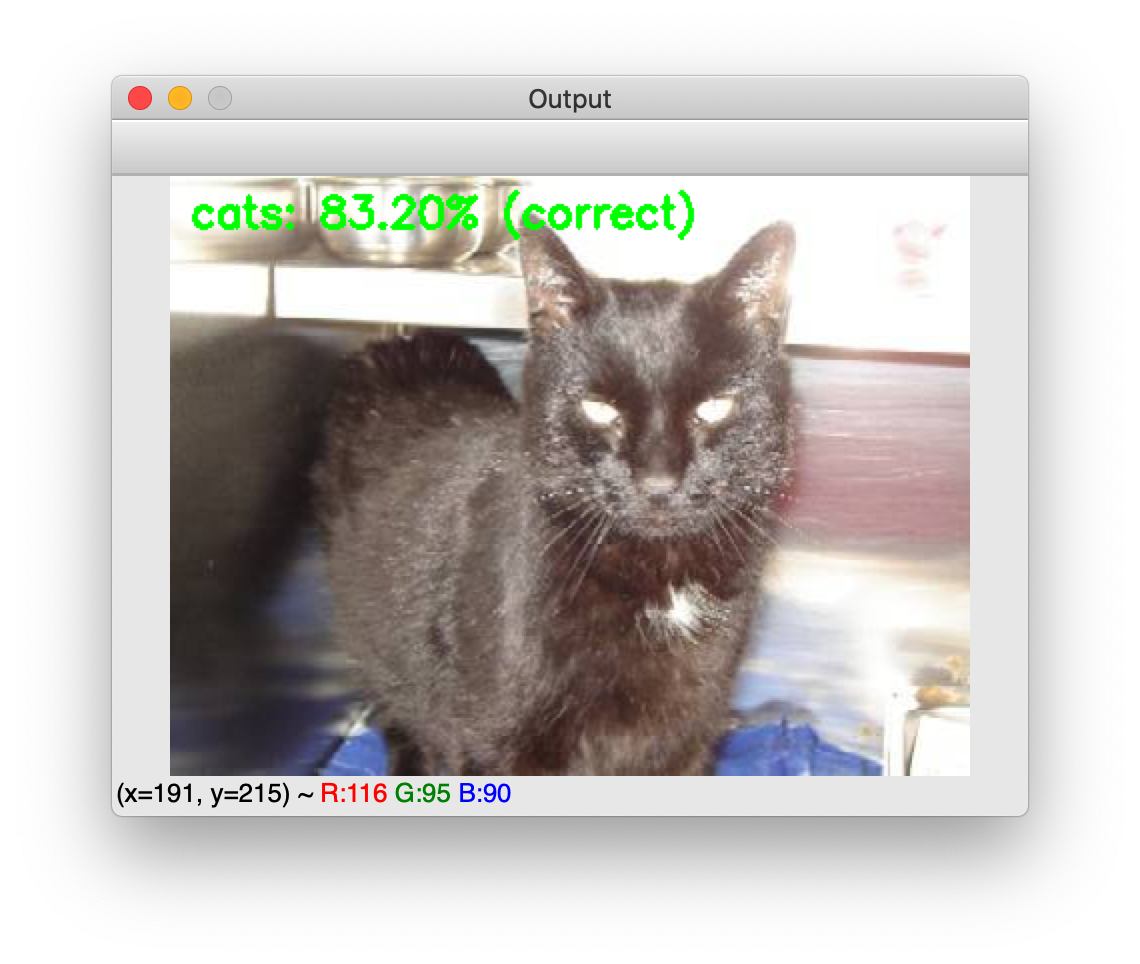 Output
cats: 83.20% (correct)
(x=191, y=215) ~ R:116 G:95 B:90